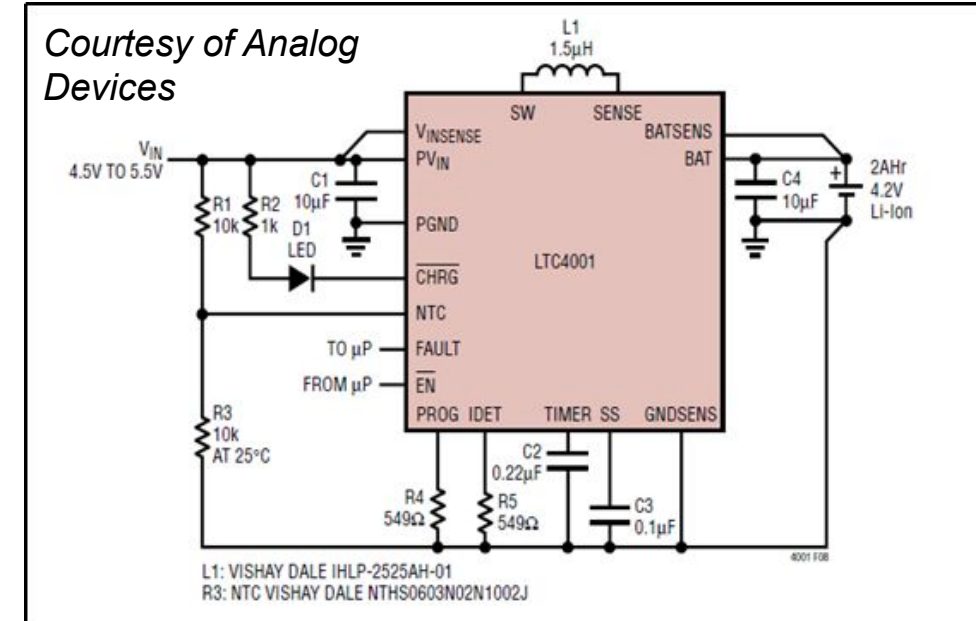 Courtesy of Analog
Devices
L1
1.5µH
SW
SENSE
VINSENSE
BATSENS
VIN
4.5V TO 5.5V
PVIN
BAT
C1
10µF
R1
10k
R2
1k
D1
LED
PGND
C4
10µF
+
2AHr
4.2V
Li-Ion
LTC4001
CHRG
NTC
TO µP
FAULT
FROM µP
EN
PROG IDET TIMER SS GNDSENS
R3
10k
AT 25°C
C2
0.22µF
R4
549Ω
R5
549Ω
C3
0.1µF
4001 F08
L1: VISHAY DALE IHLP-2525AH-01
R3: NTC VISHAY DALE NTHS0603N02N1002J